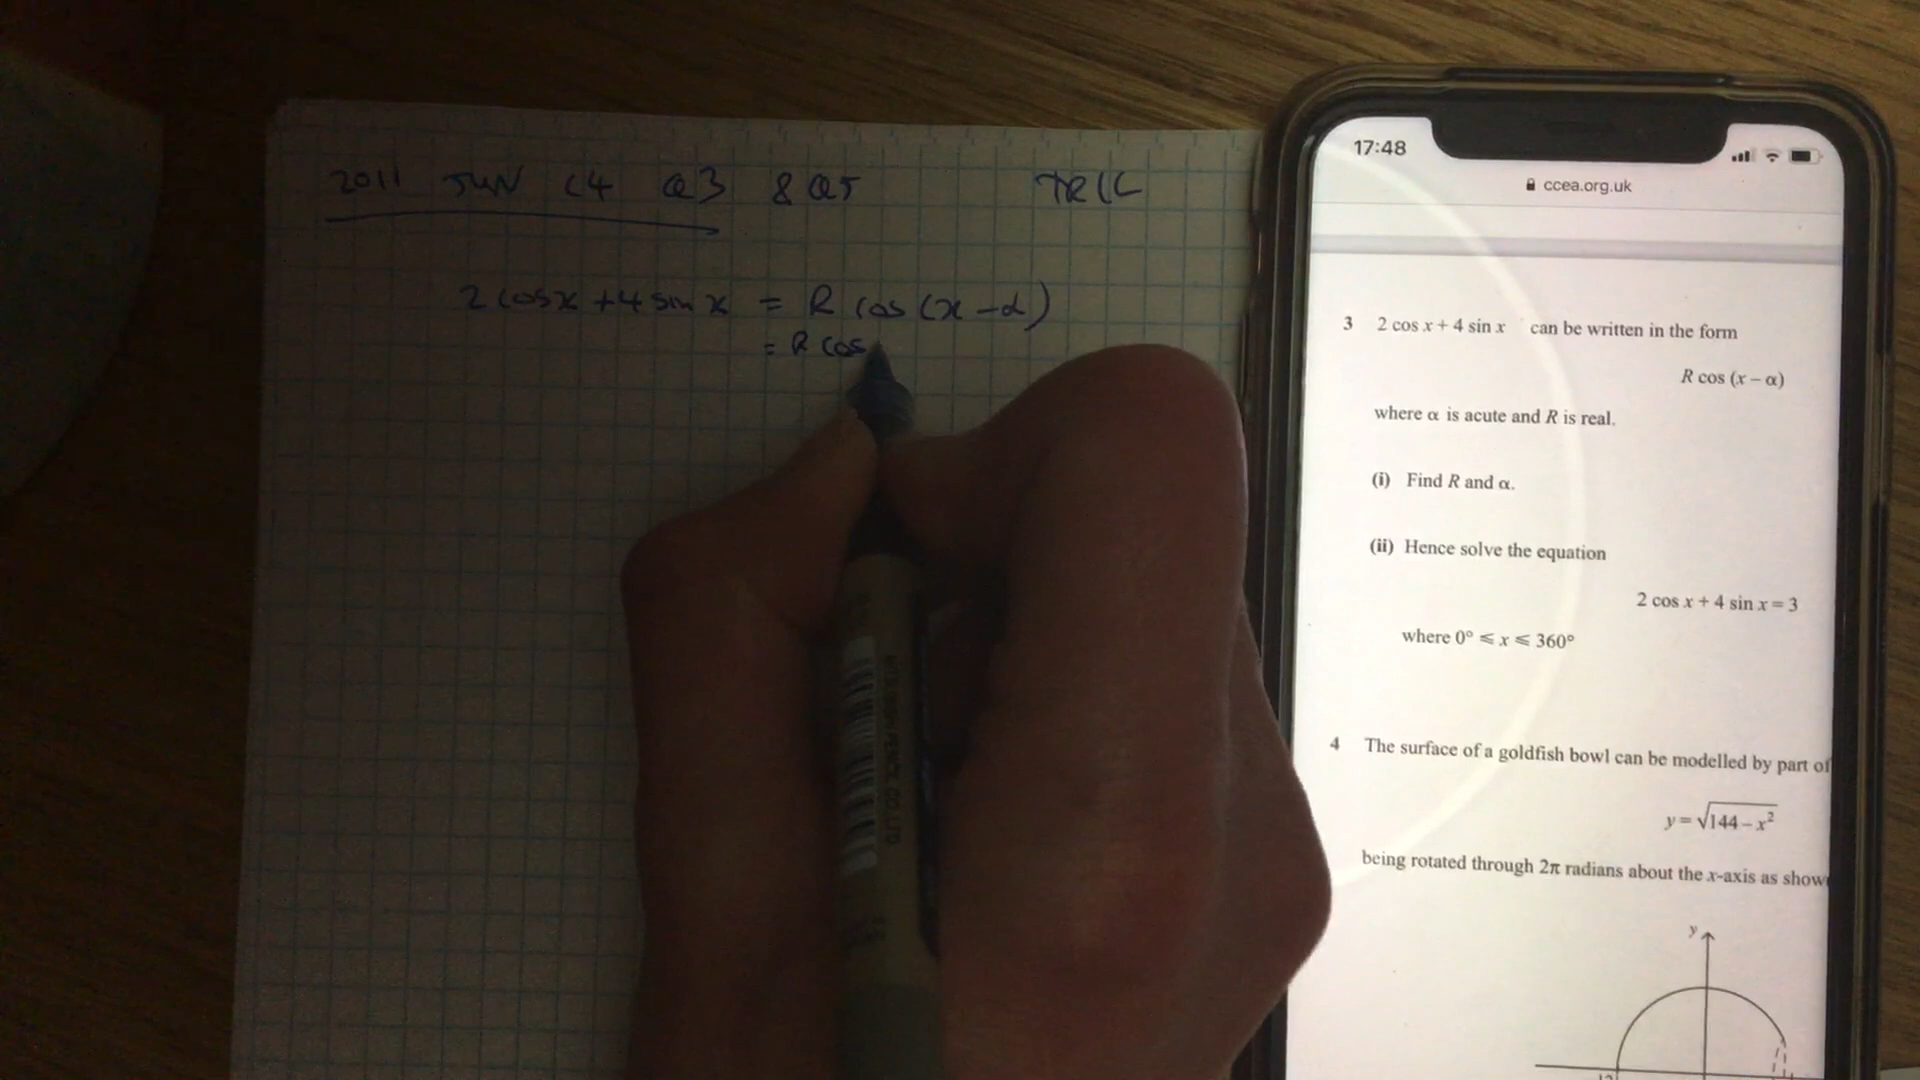 2011 JUN C4 Q3 & Q5 TRIG
2 cos x + 4 sin x = R cos (x - α)
= R cos
17:48
ccea.org.uk
3 2 cos x + 4 sin x can be written in the form
R cos (x – α)
where α is acute and R is real.
(i) Find R and α.
(ii) Hence solve the equation
2 cos x + 4 sin x = 3
where 0° ⩽ x ⩽ 360°
4 The surface of a goldfish bowl can be modelled by part of
y = √144 – x²
being rotated through 2π radians about the x-axis as show
y